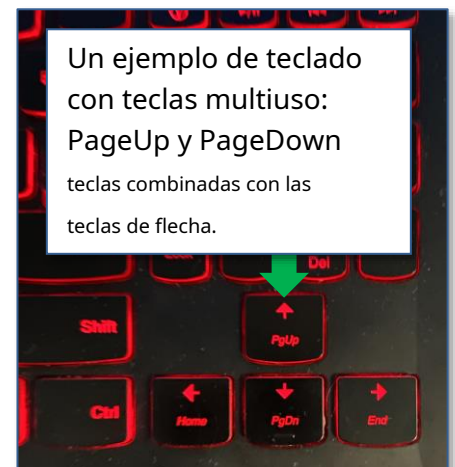 Un ejemplo de teclado
con teclas multiuso:
PageUp y PageDown
teclas combinadas con las
teclas de flecha.
Del
Shift
PgUp
Ctrl
Home
PgDn
End